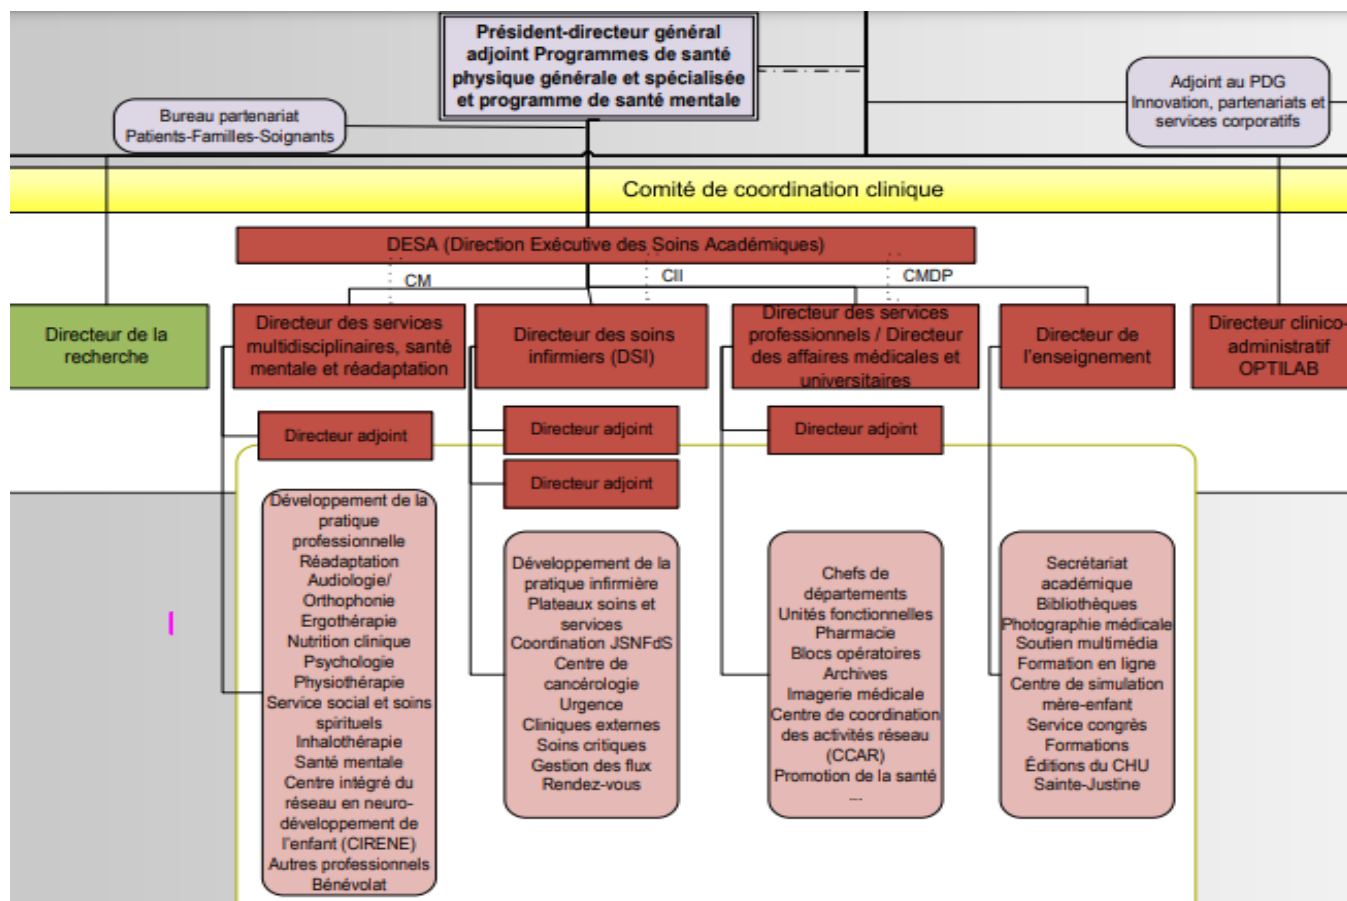 Président-directeur général
adjoint Programmes de santé
physique générale et spécialisée
et programme de santé mentale
Adjoint au PDG
Innovation, partenariats et
services corporatifs
Bureau partenariat
Patients-Familles-Soignants
Comité de coordination clinique
DESA (Direction Exécutive des Soins Académiques)
CM
CII
CMDP
Directeur de la
recherche
Directeur des services
multidisciplinaires, santé
mentale et réadaptation
Directeur des soins
infirmiers (DSI)
Directeur des services
professionnels / Directeur
des affaires médicales et
universitaires
Directeur de
l'enseignement
Directeur clinico-
administratif
OPTILAB
Directeur adjoint
Directeur adjoint
Directeur adjoint
Directeur adjoint
Développement de la
pratique
professionnelle
Réadaptation
Audiologie/
Orthophonie
Ergothérapie
Nutrition clinique
Psychologie
Physiothérapie
Service social et soins
spirituels
Inhalothérapie
Santé mentale
Centre intégré du
réseau en neuro-
développement de
l'enfant (CIRENE)
Autres professionnels
Bénévolat
Développement de la
pratique infirmière
Plateaux soins et
services
Coordination JSNFdS
Centre de
cancérologie
Urgence
Cliniques externes
Soins critiques
Gestion des flux
Rendez-vous
Chefs de
départements
Unités fonctionnelles
Pharmacie
Blocs opératoires
Archives
Imagerie médicale
Centre de coordination
des activités réseau
(CCAR)
Promotion de la santé
....
Secrétariat
académique
Bibliothèques
Photographie médicale
Soutien multimédia
Formation en ligne
Centre de simulation
mère-enfant
Service congrès
Formations
Éditions du CHU
Sainte-Justine